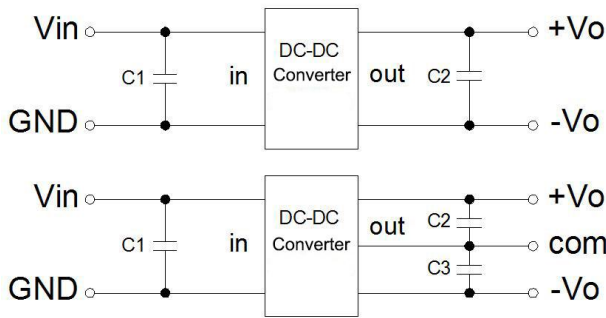 Vin
+Vo
DC-DC
Converter
C1
in
out
C2
GND
-Vo
Vin
+Vo
DC-DC
Converter
out
C2
C1
in
com
C3
GND
-Vo